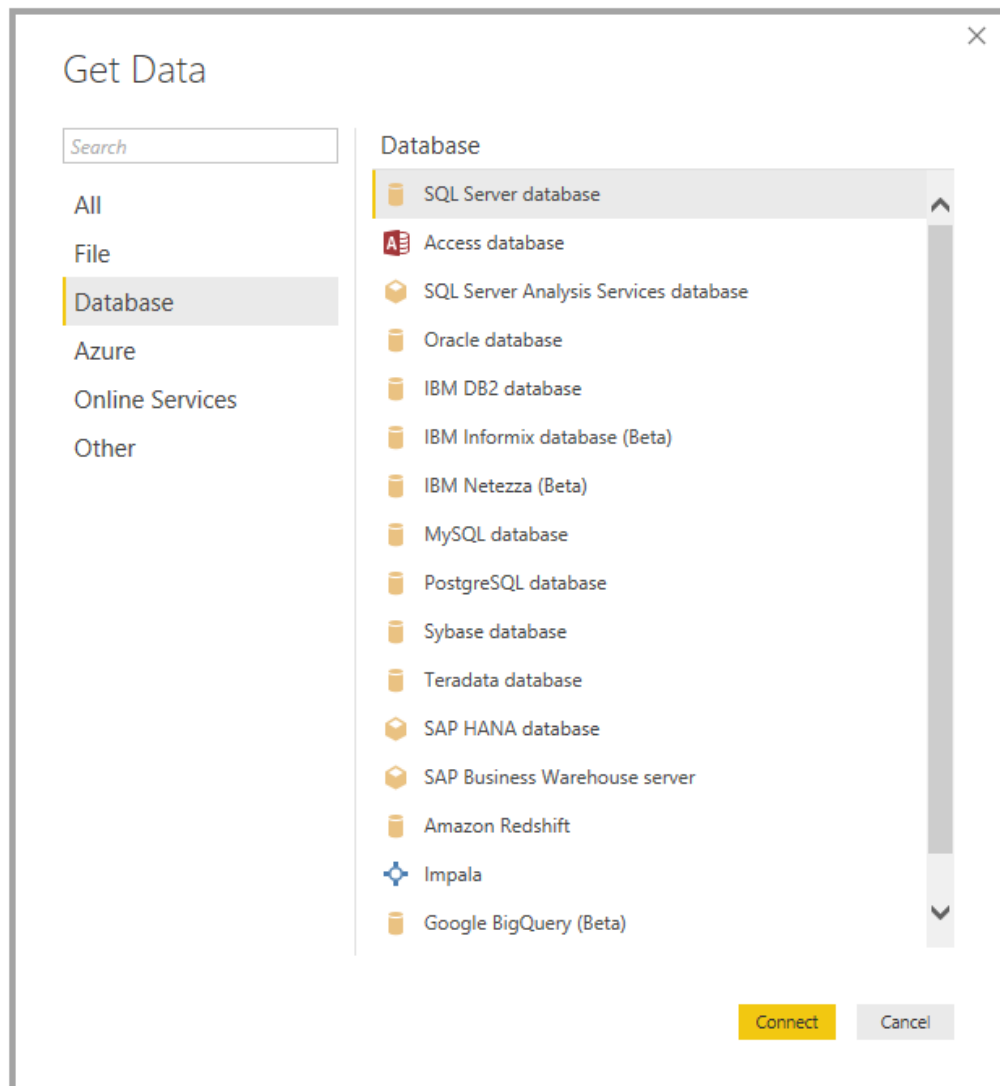 Get Data
Search
All
File
Database
Azure
Online Services
Other
Database
SQL Server database
Access database
SQL Server Analysis Services database
Oracle database
IBM DB2 database
IBM Informix database (Beta)
IBM Netezza (Beta)
MySQL database
PostgreSQL database
Sybase database
Teradata database
SAP HANA database
SAP Business Warehouse server
Amazon Redshift
Impala
Google BigQuery (Beta)
Connect
Cancel